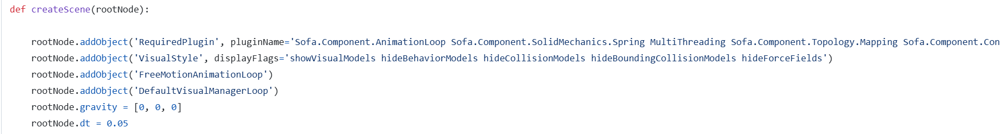 def createScene(rootNode):
rootNode.addObject('RequiredPlugin', pluginName='Sofa.Component.AnimationLoop Sofa.Component.SolidMechanics.Spring MultiThreading Sofa.Component.Topology.Mapping Sofa.Component.Con
rootNode.addObject('VisualStyle', displayFlags='showVisualModels hideBehaviorModels hideCollisionModels hideBoundingCollisionModels hideForceFields')
rootNode.addObject('FreeMotionAnimationLoop')
rootNode.addObject('DefaultVisualManagerLoop')
rootNode.gravity = [0, 0, 0]
rootNode.dt = 0.05